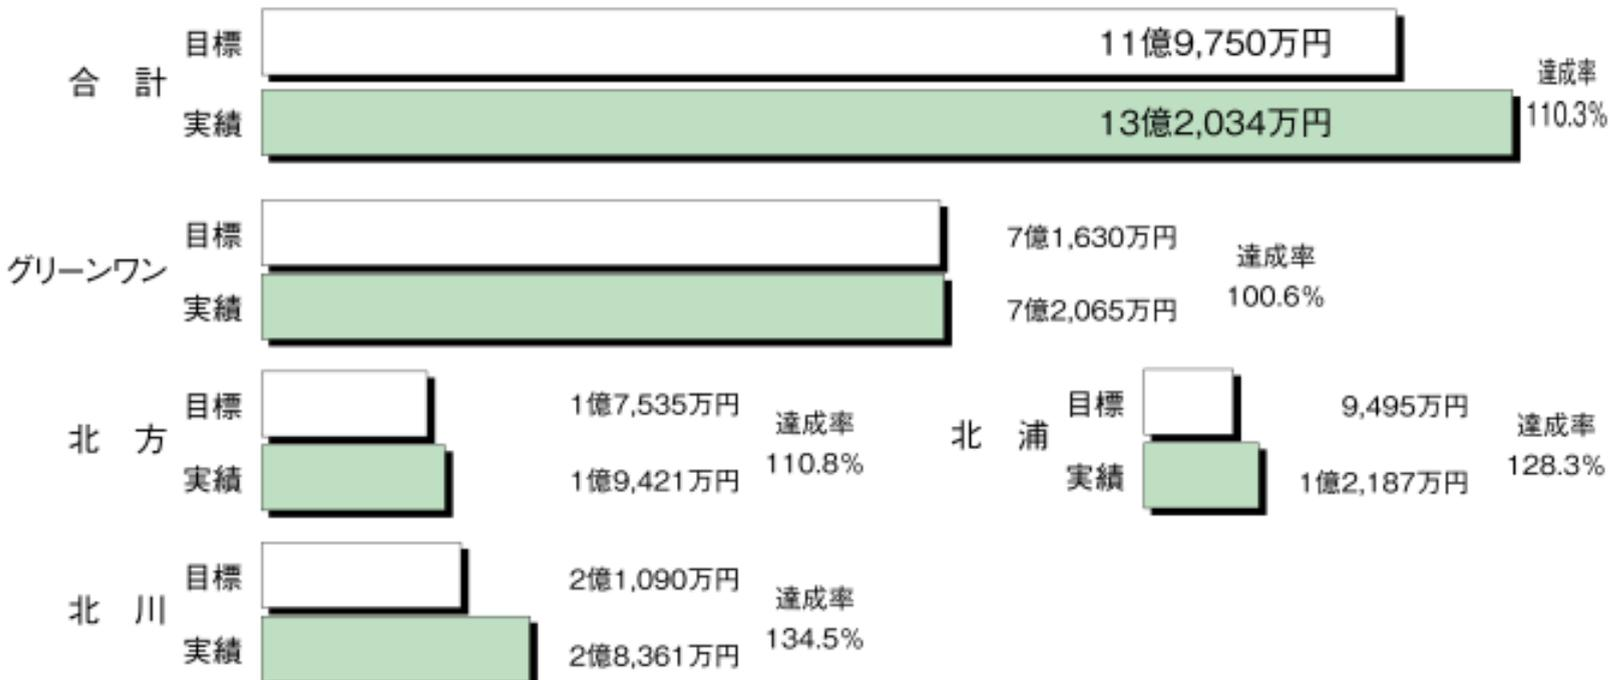 合計
目標 11億9,750万円
実績 13億2,034万円
達成率
110.3%
グリーンワン
目標 7億1,630万円
実績 7億2,065万円
達成率
100.6%
北方
目標 1億7,535万円
実績 1億9,421万円
達成率
110.8%
北浦
目標 9,495万円
実績 1億2,187万円
達成率
128.3%
北川
目標 2億1,090万円
実績 2億8,361万円
達成率
134.5%